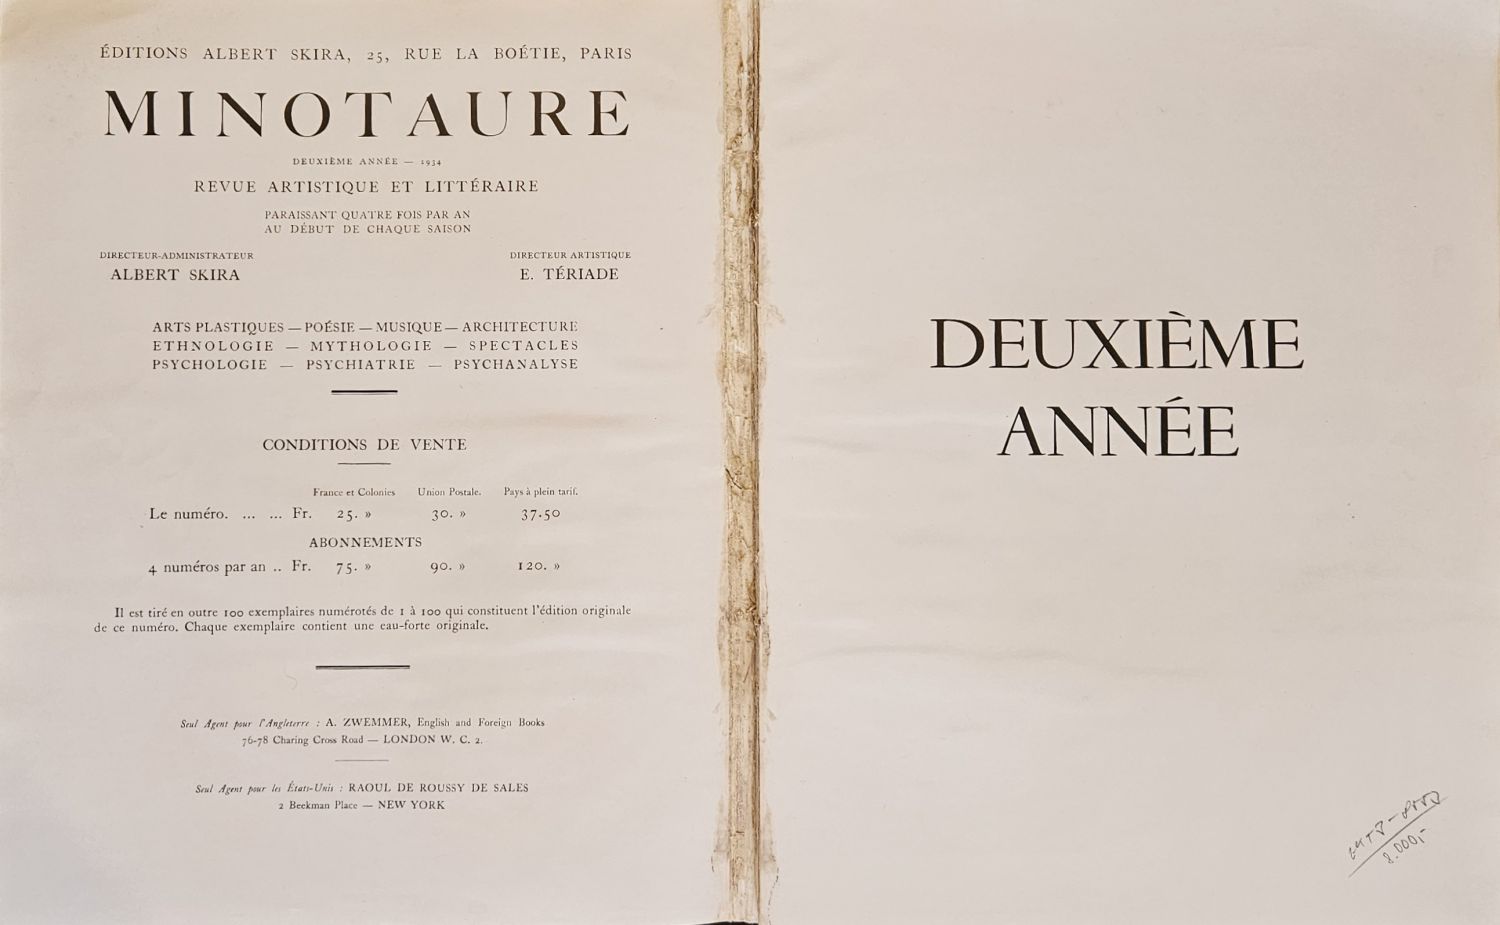 ÉDITIONS ALBERT SKIRA, 25, RUE LA BOÉTIE, PARIS
MINOTAURE
DEUXIÈME ANNÉE — 1934
REVUE ARTISTIQUE ET LITTÉRAIRE
PARAISSANT QUATRE FOIS PAR AN
AU DÉBUT DE CHAQUE SAISON
DIRECTEUR-ADMINISTRATEUR DIRECTEUR ARTISTIQUE
ALBERT SKIRA E. TÉRIADE
ARTS PLASTIQUES — POÉSIE — MUSIQUE — ARCHITECTURE
ETHNOLOGIE — MYTHOLOGIE — SPECTACLES
PSYCHOLOGIE — PSYCHIATRIE — PSYCHANALYSE
CONDITIONS DE VENTE
France et Colonies Union Postale. Pays à plein tarif.
Le numéro. ... ... Fr. 25. » 30. » 37.50
ABONNEMENTS
4 numéros par an .. Fr. 75. » 90. » 120. »
Il est tiré en outre 100 exemplaires numérotés de 1 à 100 qui constituent l'édition originale
de ce numéro. Chaque exemplaire contient une eau-forte originale.
Seul Agent pour l'Angleterre : A. ZWEMMER, English and Foreign Books
76-78 Charing Cross Road — LONDON W. C. 2.
Seul Agent pour les États-Unis : RAOUL DE ROUSSY DE SALES
2 Beekman Place — NEW YORK
DEUXIÈME
ANNÉE
8.000,-